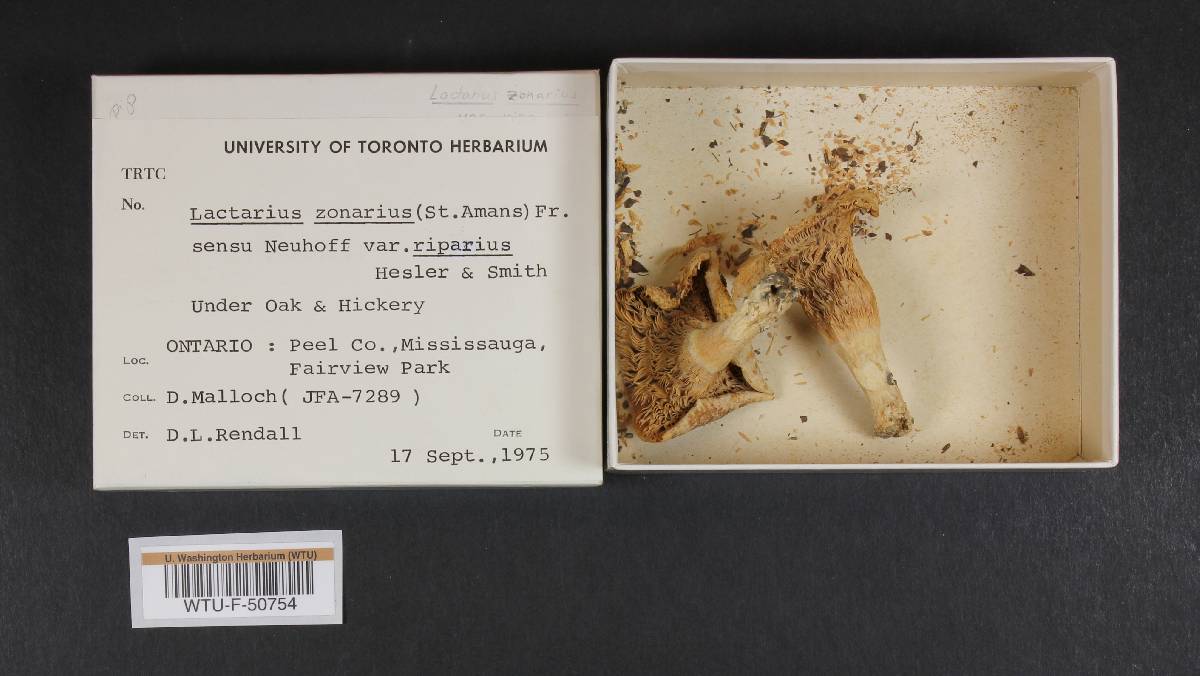 Lactarius zonarius
UNIVERSITY OF TORONTO HERBARIUM
TRTC
No.
Lactarius zonarius (St.Amans) Fr.
sensu Neuhoff var. riparius
Hesler & Smith
Under Oak & Hickery
LOC. ONTARIO : Peel Co.,Mississauga,
Fairview Park
COLL. D.Malloch( JFA-7289 )
DET. D.L.Rendall
DATE
17 Sept.,1975
U. Washington Herbarium (WTU)
WTU-F-50754